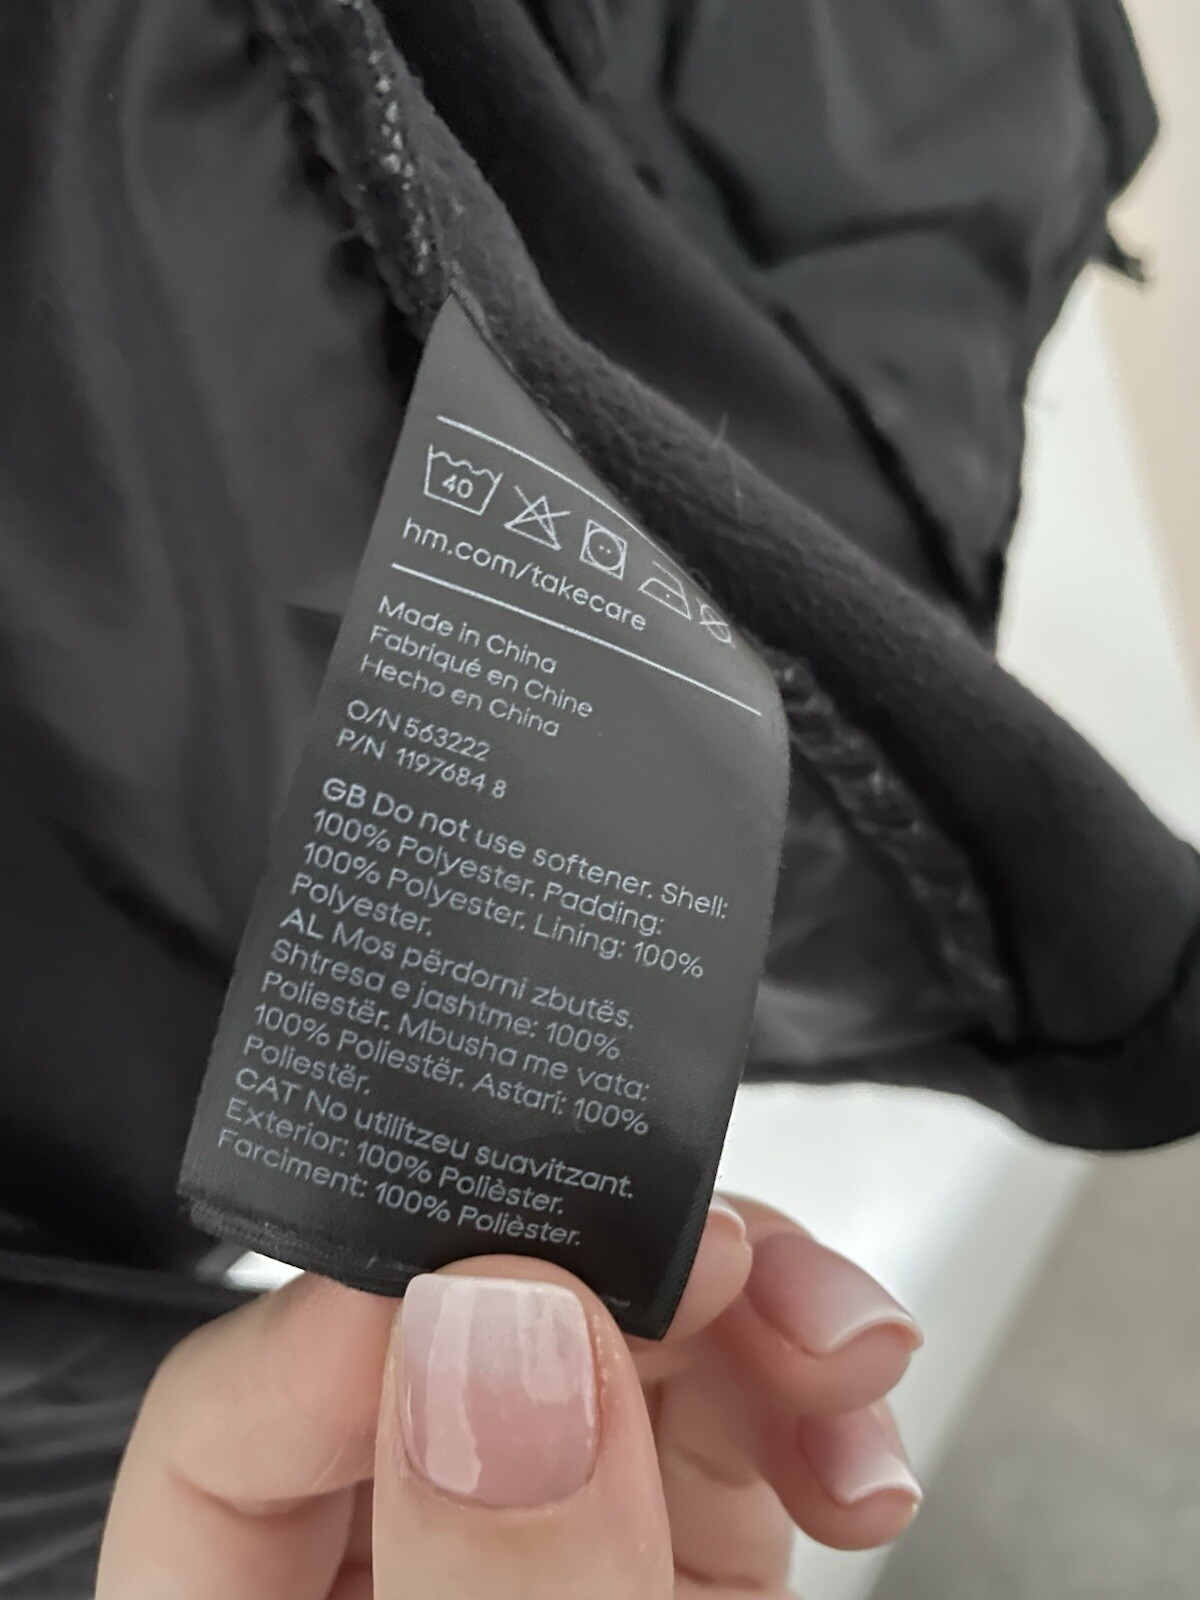 40
hm.com/takecare
Made in China
Fabriqué en Chine
Hecho en China
O/N 563222
P/N 1197684 8
GB Do not use softener. Shell:
100% Polyester. Padding:
100% Polyester. Lining: 100%
Polyester.
AL Mos përdorni zbutës.
Shtresa e jashtme: 100%
Poliestër. Mbusha me vata:
100% Poliestër. Astari: 100%
Poliestër.
CAT No utilitzeu suavitzant.
Exterior: 100% Polièster.
Farciment: 100% Polièster.